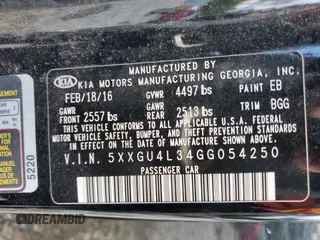 MANUFACTURED BY
KIA KIA MOTORS MANUFACTURING GEORGIA, INC.
FEB/18/16 GVWR 4497 lbs PAINT EB
GAWR FRONT 2557 lbs GAWR REAR 2513 lbs TRIM BGG
THIS VEHICLE CONFORMS TO ALL APPLICABLE U.S.A. FEDERAL
MOTOR VEHICLE SAFETY, BUMPER, AND THEFT PREVENTION
STANDARDS IN EFFECT ON THE DATE OF MANUFACTURE SHOWN ABOVE.
V.I.N. 5XXGU4L34GG054250
PASSENGER CAR
5220
©DREAMBID